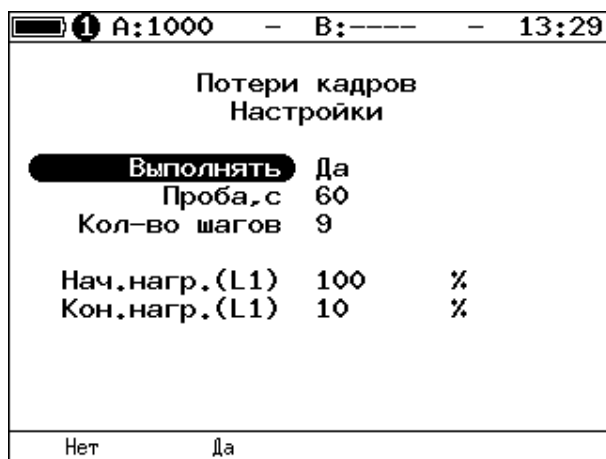 1 A:1000 - B:---- - 13:29
Потери кадров
Настройки
Выполнять Да
Проба,с 60
Кол-во шагов 9
Нач.нагр.(L1) 100 %
Кон.нагр.(L1) 10 %
Нет Да